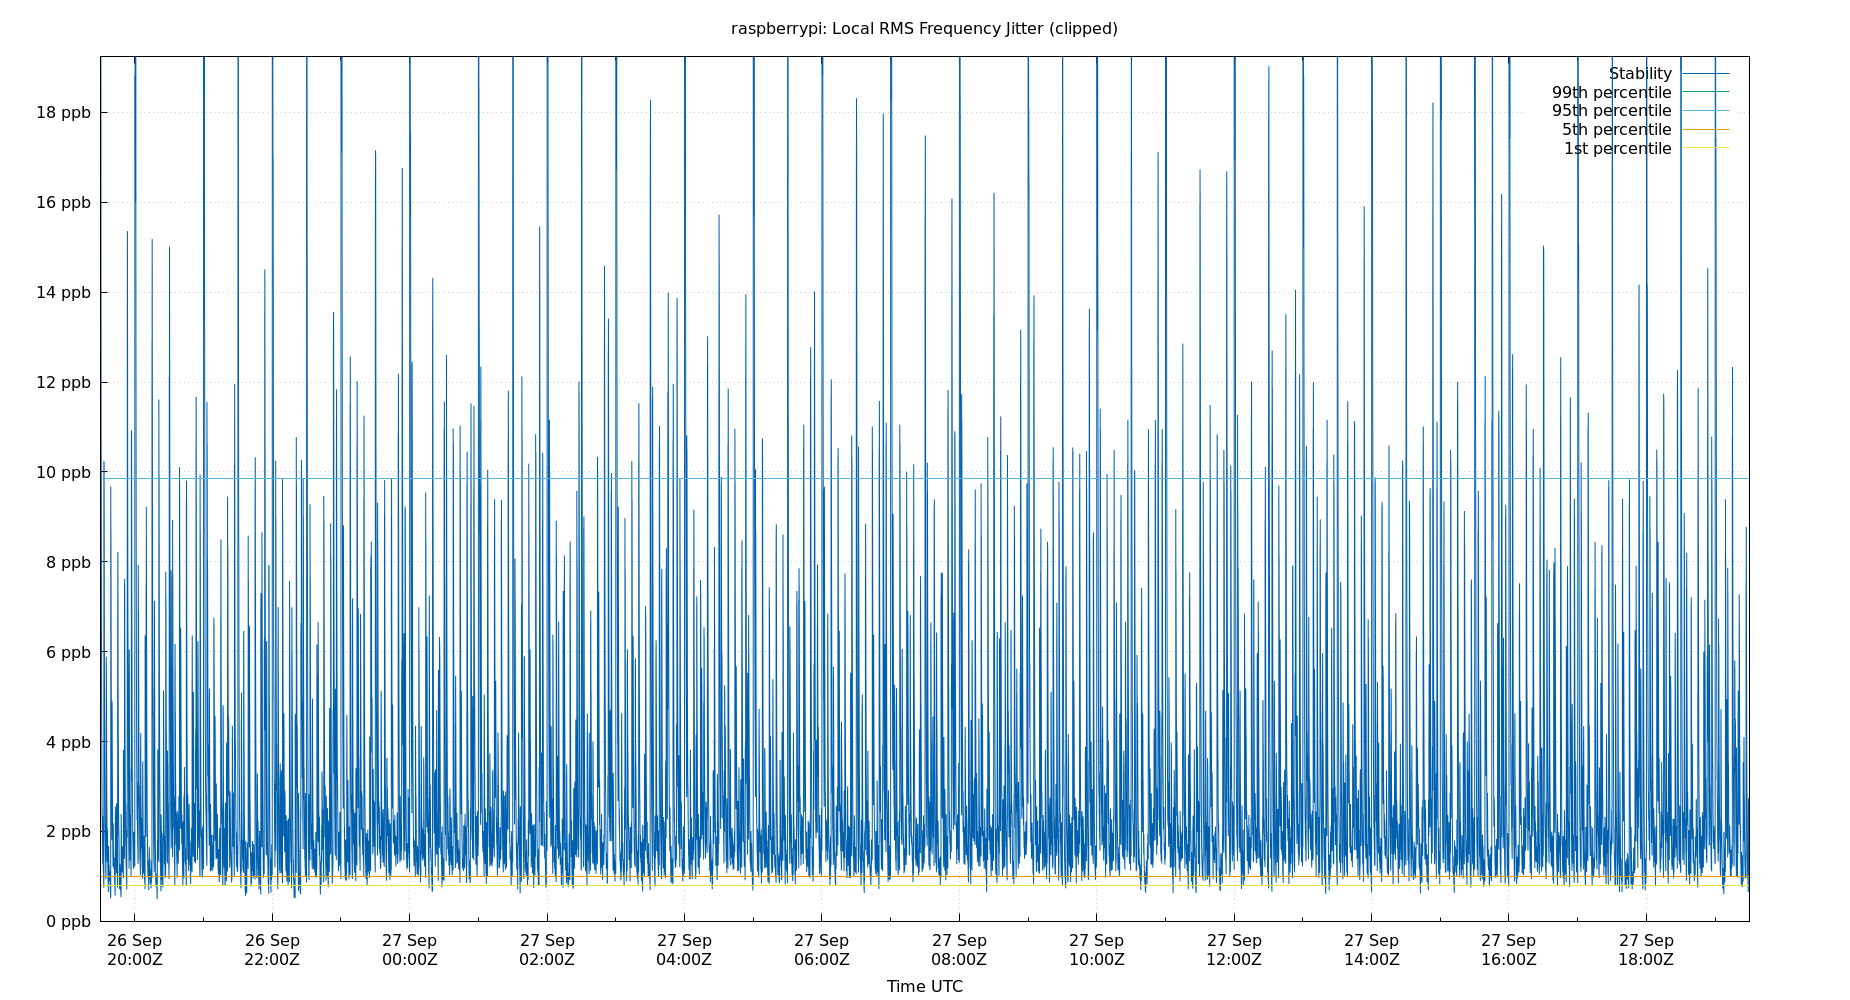 raspberrypi: Local RMS Frequency Jitter (clipped)
Stability
99th percentile
95th percentile
5th percentile
1st percentile
18 ppb
16 ppb
14 ppb
12 ppb
10 ppb
8 ppb
6 ppb
4 ppb
2 ppb
0 ppb
26 Sep 26 Sep 27 Sep 27 Sep 27 Sep 27 Sep 27 Sep 27 Sep 27 Sep 27 Sep 27 Sep 27 Sep
20:00Z 22:00Z 00:00Z 02:00Z 04:00Z 06:00Z 08:00Z 10:00Z 12:00Z 14:00Z 16:00Z 18:00Z
Time UTC